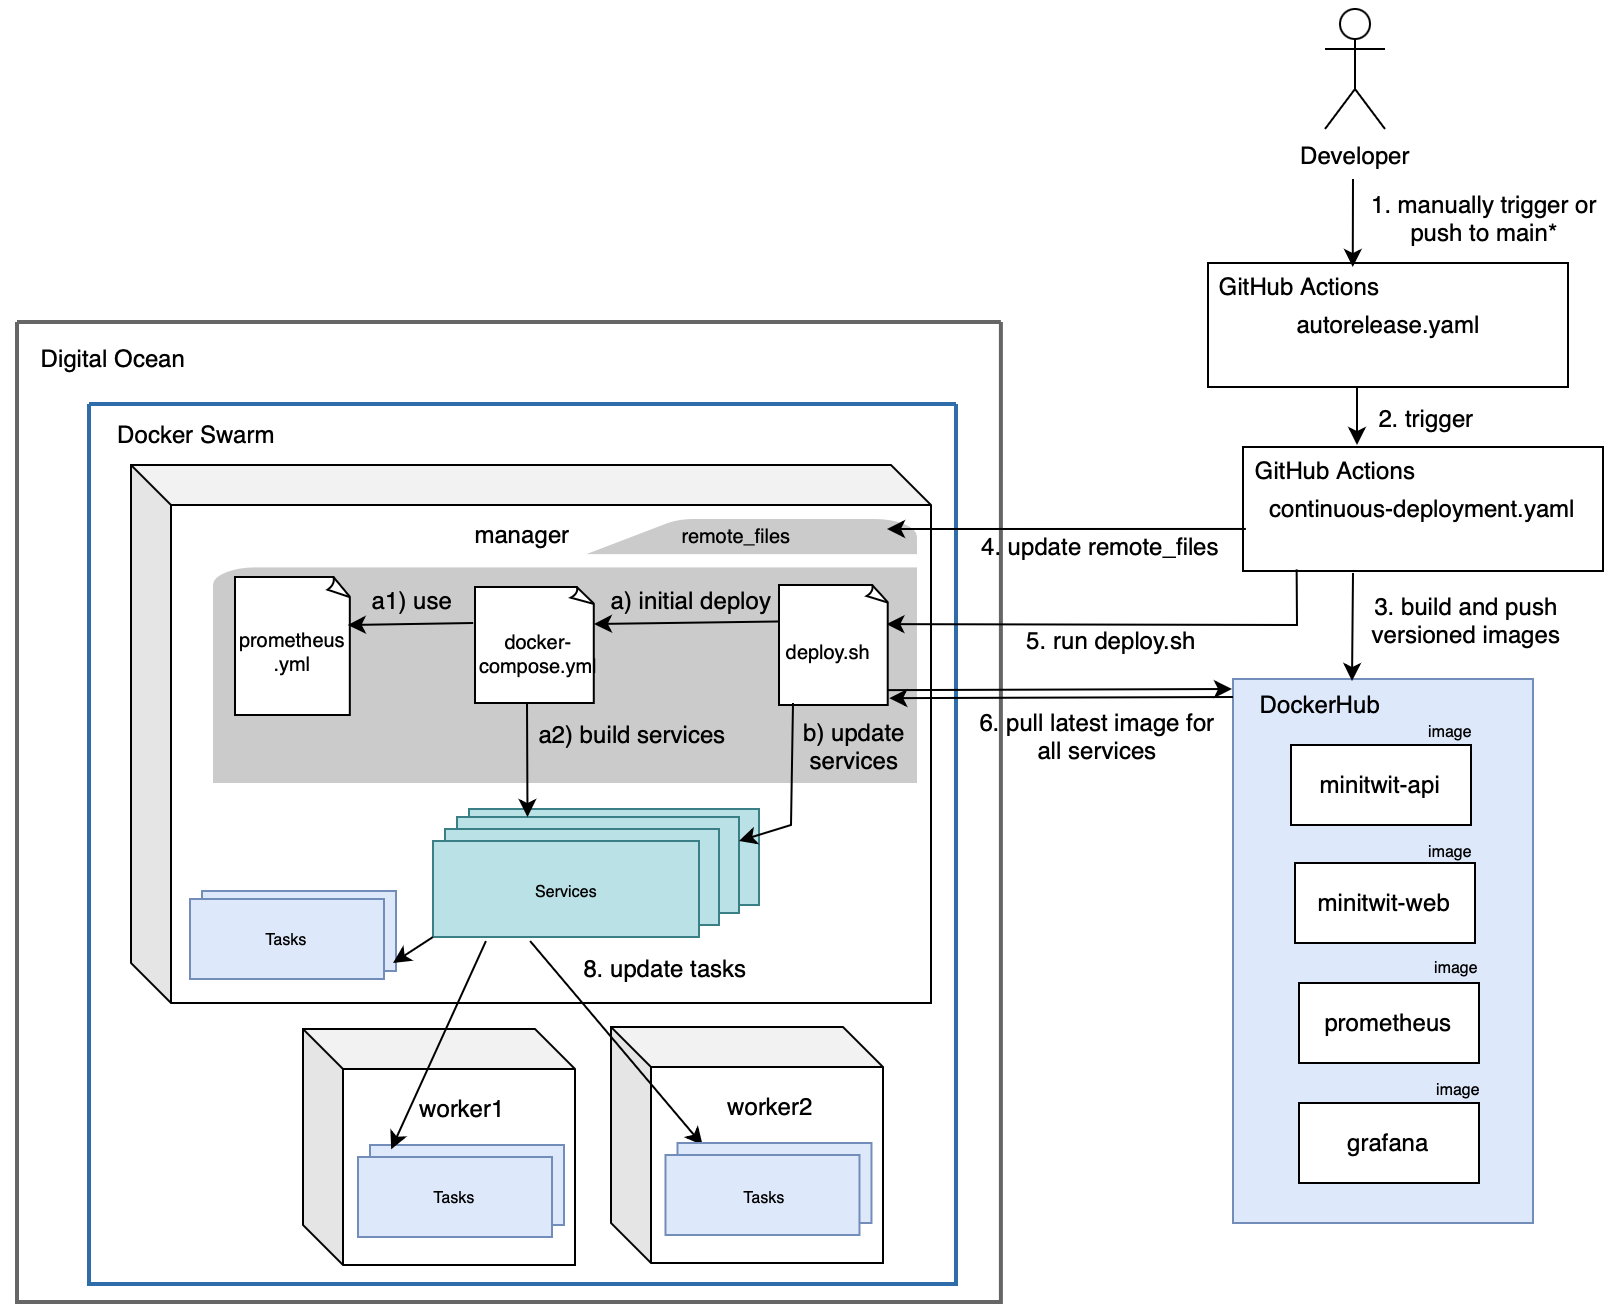 Developer
1. manually trigger or
push to main*
GitHub Actions
autorelease.yaml
2. trigger
GitHub Actions
continuous-deployment.yaml
Digital Ocean
Docker Swarm
manager
remote_files
4. update remote_files
a1) use
a) initial deploy
prometheus
.yml
docker-
compose.yml
deploy.sh
5. run deploy.sh
3. build and push
versioned images
a2) build services
b) update
services
6. pull latest image for
all services
DockerHub
image
minitwit-api
image
minitwit-web
image
prometheus
image
grafana
Services
Tasks
8. update tasks
worker1
Tasks
worker2
Tasks